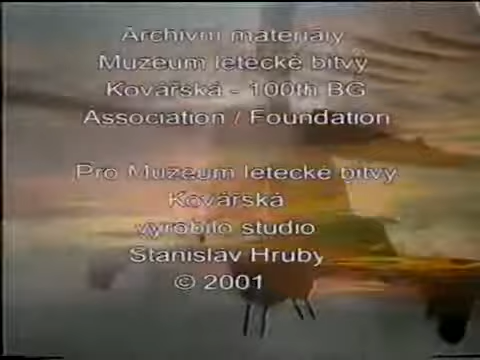 Archivní materiály
Muzeum letecké bitvy
Kovářská - 100th BG
Association / Foundation
Pro Muzeum letecké bitvy
Kovářská
vyrobilo studio
Stanislav Hruby
© 2001